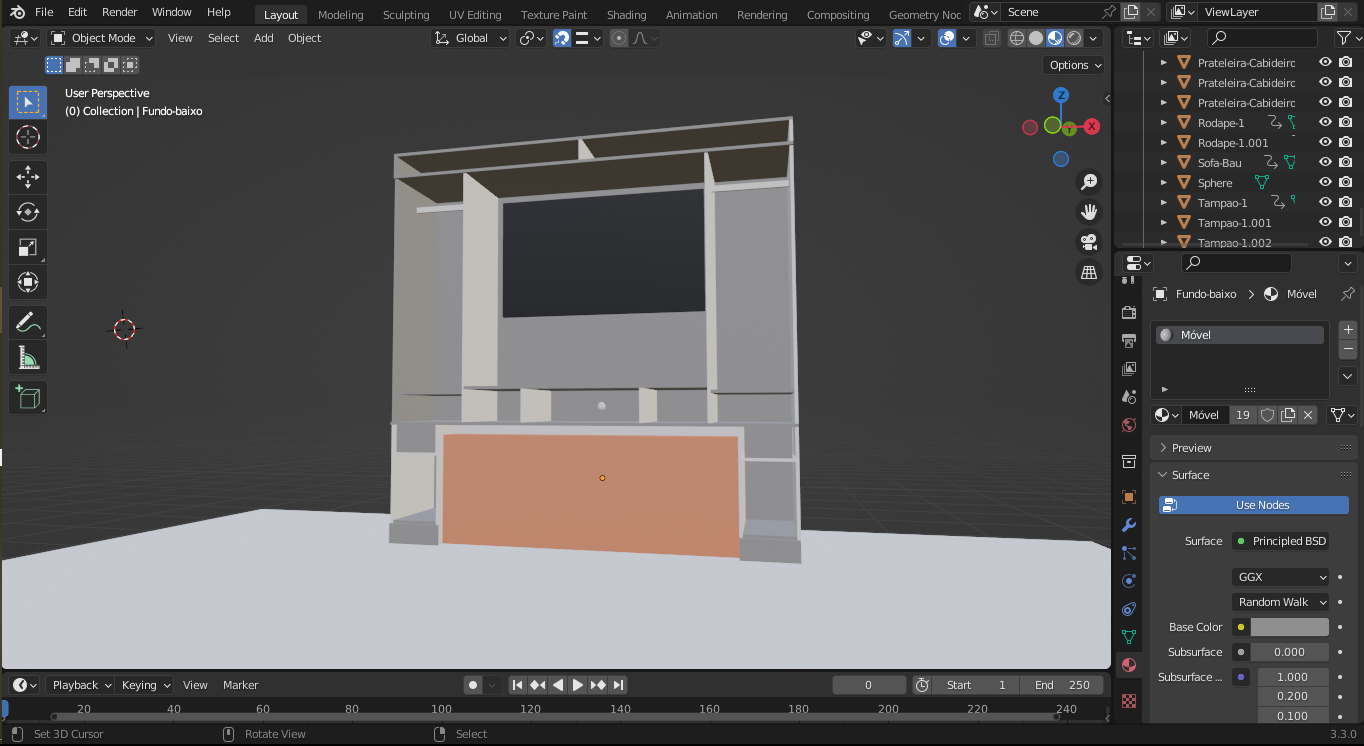 File Edit Render Window Help Layout Modeling Sculpting UV Editing Texture Paint Shading Animation Rendering Compositing Geometry Noc Scene ViewLayer
Object Mode View Select Add Object Global
Options
User Perspective
(0) Collection | Fundo-baixo
Z
Y
X
Prateleira-Cabideirc
Prateleira-Cabideirc
Prateleira-Cabideirc
Rodape-1
Rodape-1.001
Sofa-Bau
Sphere
Tampao-1
Tampao-1.001
Tampao-1.002
Fundo-baixo > Móvel
Móvel
Móvel 19
Preview
Surface
Use Nodes
Surface Principled BSD
GGX
Random Walk
Base Color
Subsurface 0.000
Subsurface ... 1.000
0.200
0.100
Playback Keying View Marker 0 Start 1 End 250
20 40 60 80 100 120 140 160 180 200 220 240
Set 3D Cursor Rotate View Select 3.3.0